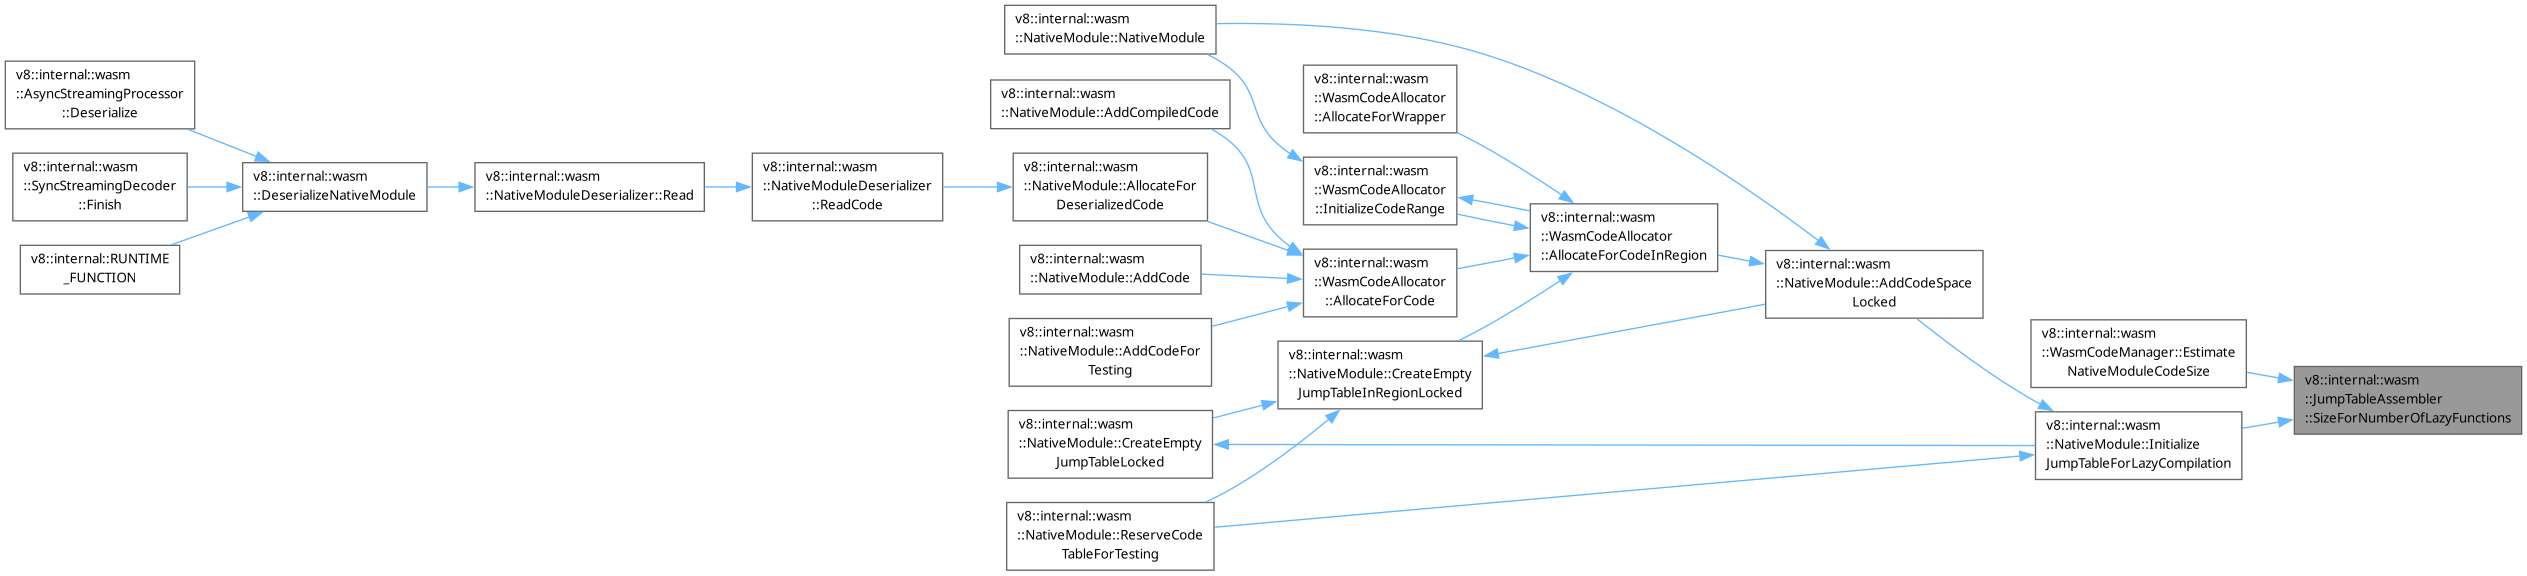 v8::internal::wasm
::AsyncStreamingProcessor
::Deserialize
v8::internal::wasm
::SyncStreamingDecoder
::Finish
v8::internal::RUNTIME
_FUNCTION
v8::internal::wasm
::DeserializeNativeModule
v8::internal::wasm
::NativeModuleDeserializer::Read
v8::internal::wasm
::NativeModuleDeserializer
::ReadCode
v8::internal::wasm
::NativeModule::NativeModule
v8::internal::wasm
::NativeModule::AddCompiledCode
v8::internal::wasm
::NativeModule::AllocateFor
DeserializedCode
v8::internal::wasm
::NativeModule::AddCode
v8::internal::wasm
::NativeModule::AddCodeFor
Testing
v8::internal::wasm
::NativeModule::CreateEmpty
JumpTableLocked
v8::internal::wasm
::NativeModule::ReserveCode
TableForTesting
v8::internal::wasm
::WasmCodeAllocator
::AllocateForWrapper
v8::internal::wasm
::WasmCodeAllocator
::InitializeCodeRange
v8::internal::wasm
::WasmCodeAllocator
::AllocateForCode
v8::internal::wasm
::NativeModule::CreateEmpty
JumpTableInRegionLocked
v8::internal::wasm
::WasmCodeAllocator
::AllocateForCodeInRegion
v8::internal::wasm
::NativeModule::AddCodeSpace
Locked
v8::internal::wasm
::WasmCodeManager::Estimate
NativeModuleCodeSize
v8::internal::wasm
::NativeModule::Initialize
JumpTableForLazyCompilation
v8::internal::wasm
::JumpTableAssembler
::SizeForNumberOfLazyFunctions